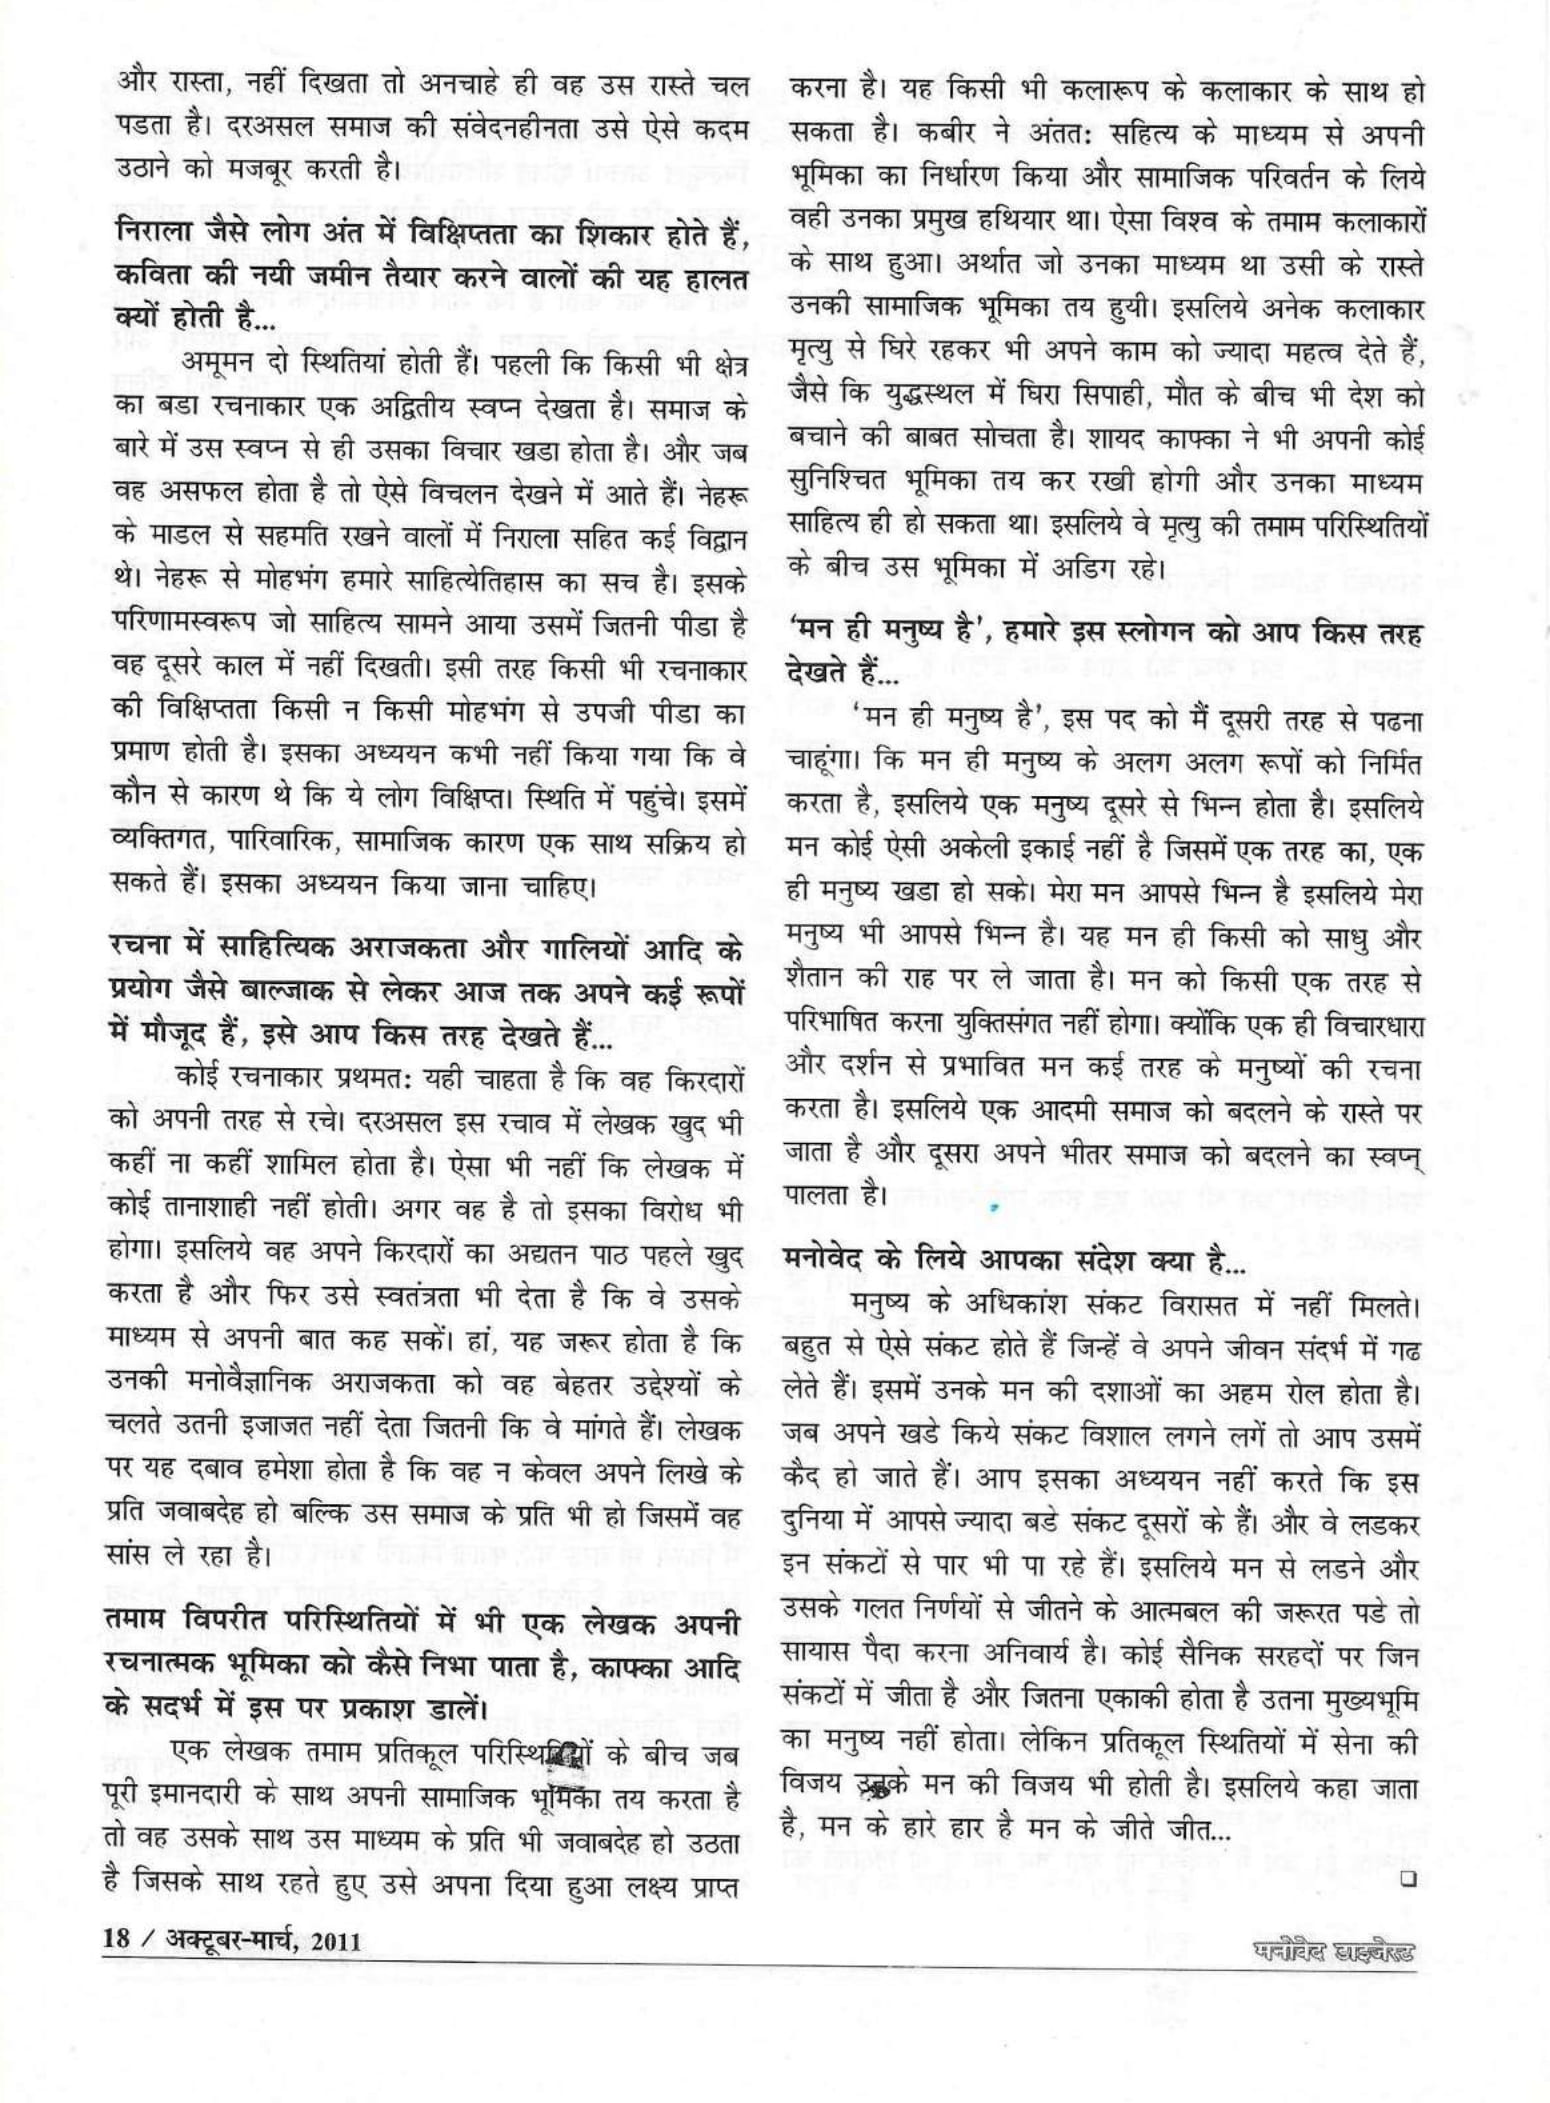 और रास्ता, नहीं दिखता तो अनचाहे ही वह उस रास्ते चल
पडता है। दरअसल समाज की संवेदनहीनता उसे ऐसे कदम
उठाने को मजबूर करती है।
निराला जैसे लोग अंत में विक्षिप्तता का शिकार होते हैं,
कविता की नयी जमीन तैयार करने वालों की यह हालत
क्यों होती है...
अमूमन दो स्थितियां होती हैं। पहली कि किसी भी क्षेत्र
का बडा रचनाकार एक अद्वितीय स्वप्न देखता है। समाज के
बारे में उस स्वप्न से ही उसका विचार खडा होता है। और जब
वह असफल होता है तो ऐसे विचलन देखने में आते हैं। नेहरू
के माडल से सहमति रखने वालों में निराला सहित कई विद्वान
थे। नेहरू से मोहभंग हमारे साहित्येतिहास का सच है। इसके
परिणामस्वरूप जो साहित्य सामने आया उसमें जितनी पीडा है
वह दूसरे काल में नहीं दिखती। इसी तरह किसी भी रचनाकार
की विक्षिप्तता किसी न किसी मोहभंग से उपजी पीडा का
प्रमाण होती है। इसका अध्ययन कभी नहीं किया गया कि वे
कौन से कारण थे कि ये लोग विक्षिप्त। स्थिति में पहुंचे। इसमें
व्यक्तिगत, पारिवारिक, सामाजिक कारण एक साथ सक्रिय हो
सकते हैं। इसका अध्ययन किया जाना चाहिए।
रचना में साहित्यिक अराजकता और गालियों आदि के
प्रयोग जैसे बाल्जाक से लेकर आज तक अपने कई रूपों
में मौजूद हैं, इसे आप किस तरह देखते हैं...
कोई रचनाकार प्रथमतः यही चाहता है कि वह किरदारों
को अपनी तरह से रचे। दरअसल इस रचाव में लेखक खुद भी
कहीं ना कहीं शामिल होता है। ऐसा भी नहीं कि लेखक में
कोई तानाशाही नहीं होती। अगर वह है तो इसका विरोध भी
होगा। इसलिये वह अपने किरदारों का अद्यतन पाठ पहले खुद
करता है और फिर उसे स्वतंत्रता भी देता है कि वे उसके
माध्यम से अपनी बात कह सकें। हां, यह जरूर होता है कि
उनकी मनोवैज्ञानिक अराजकता को वह बेहतर उद्देश्यों के
चलते उतनी इजाजत नहीं देता जितनी कि वे मांगते हैं। लेखक
पर यह दबाव हमेशा होता है कि वह न केवल अपने लिखे के
प्रति जवाबदेह हो बल्कि उस समाज के प्रति भी हो जिसमें वह
सांस ले रहा है।
तमाम विपरीत परिस्थितियों में भी एक लेखक अपनी
रचनात्मक भूमिका को कैसे निभा पाता है, काफ्का आदि
के सदर्भ में इस पर प्रकाश डालें।
एक लेखक तमाम प्रतिकूल परिस्थितियों के बीच जब
पूरी इमानदारी के साथ अपनी सामाजिक भूमिका तय करता है
तो वह उसके साथ उस माध्यम के प्रति भी जवाबदेह हो उठता
है जिसके साथ रहते हुए उसे अपना दिया हुआ लक्ष्य प्राप्त
करना है। यह किसी भी कलारूप के कलाकार के साथ हो
सकता है। कबीर ने अंततः सहित्य के माध्यम से अपनी
भूमिका का निर्धारण किया और सामाजिक परिवर्तन के लिये
वही उनका प्रमुख हथियार था। ऐसा विश्व के तमाम कलाकारों
के साथ हुआ। अर्थात जो उनका माध्यम था उसी के रास्ते
उनकी सामाजिक भूमिका तय हुयी। इसलिये अनेक कलाकार
मृत्यु से घिरे रहकर भी अपने काम को ज्यादा महत्व देते हैं,
जैसे कि युद्धस्थल में घिरा सिपाही, मौत के बीच भी देश को
बचाने की बाबत सोचता है। शायद काफ्का ने भी अपनी कोई
सुनिश्चित भूमिका तय कर रखी होगी और उनका माध्यम
साहित्य ही हो सकता था। इसलिये वे मृत्यु की तमाम परिस्थितियों
के बीच उस भूमिका में अडिग रहे।
'मन ही मनुष्य है', हमारे इस स्लोगन को आप किस तरह
देखते हैं...
'मन ही मनुष्य है', इस पद को मैं दूसरी तरह से पढना
चाहूंगा। कि मन ही मनुष्य के अलग अलग रूपों को निर्मित
करता है, इसलिये एक मनुष्य दूसरे से भिन्न होता है। इसलिये
मन कोई ऐसी अकेली इकाई नहीं है जिसमें एक तरह का, एक
ही मनुष्य खडा हो सके। मेरा मन आपसे भिन्न है इसलिये मेरा
मनुष्य भी आपसे भिन्न है। यह मन ही किसी को साधु और
शैतान की राह पर ले जाता है। मन को किसी एक तरह से
परिभाषित करना युक्तिसंगत नहीं होगा। क्योंकि एक ही विचारधारा
और दर्शन से प्रभावित मन कई तरह के मनुष्यों की रचना
करता है। इसलिये एक आदमी समाज को बदलने के रास्ते पर
जाता है और दूसरा अपने भीतर समाज को बदलने का स्वप्न्
पालता है।
मनोवेद के लिये आपका संदेश क्या है...
मनुष्य के अधिकांश संकट विरासत में नहीं मिलते।
बहुत से ऐसे संकट होते हैं जिन्हें वे अपने जीवन संदर्भ में गढ
लेते हैं। इसमें उनके मन की दशाओं का अहम रोल होता है।
जब अपने खडे किये संकट विशाल लगने लगें तो आप उसमें
कैद हो जाते हैं। आप इसका अध्ययन नहीं करते कि इस
दुनिया में आपसे ज्यादा बडे संकट दूसरों के हैं। और वे लडकर
इन संकटों से पार भी पा रहे हैं। इसलिये मन से लडने और
उसके गलत निर्णयों से जीतने के आत्मबल की जरूरत पडे तो
सायास पैदा करना अनिवार्य है। कोई सैनिक सरहदों पर जिन
संकटों में जीता है और जितना एकाकी होता है उतना मुख्यभूमि
का मनुष्य नहीं होता। लेकिन प्रतिकूल स्थितियों में सेना की
विजय उनके मन की विजय भी होती है। इसलिये कहा जाता
है, मन के हारे हार है मन के जीते जीत...
18 / अक्टूबर-मार्च, 2011
मनोवेद डाइजेस्ट